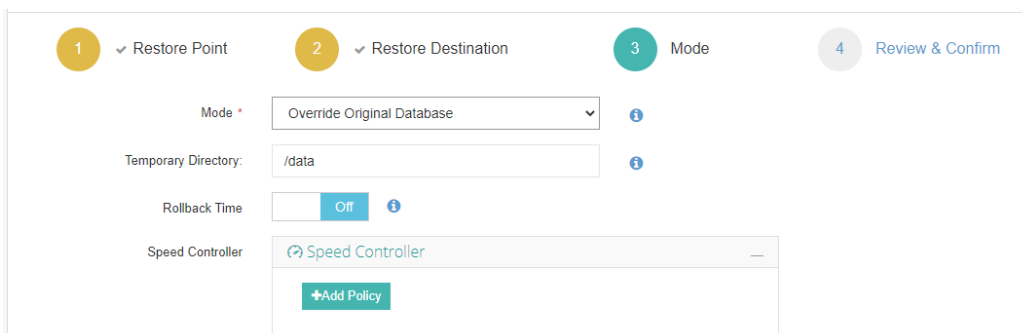 1 Restore Point 2 Restore Destination 3 Mode 4 Review & Confirm
Mode * Override Original Database
Temporary Directory: /data
Rollback Time Off
Speed Controller Speed Controller
+Add Policy